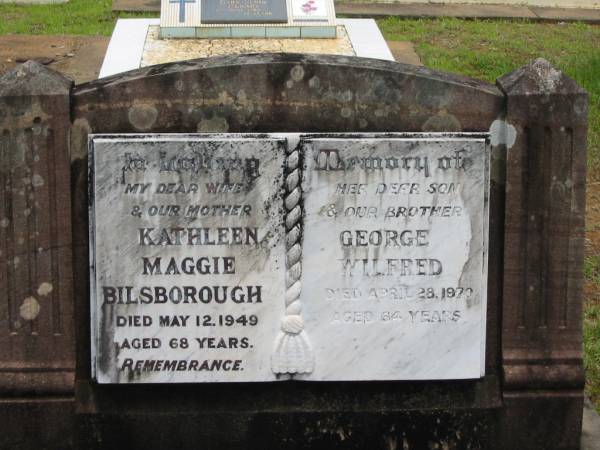 In Loving Memory of
MY DEAR WIFE
& OUR MOTHER
KATHLEEN
MAGGIE
BILSBOROUGH
DIED MAY 12. 1949
AGED 68 YEARS.
REMEMBRANCE.
HER DEAR SON
& OUR BROTHER
GEORGE
WILFRED
DIED APRIL 28. 1970
AGED 64 YEARS